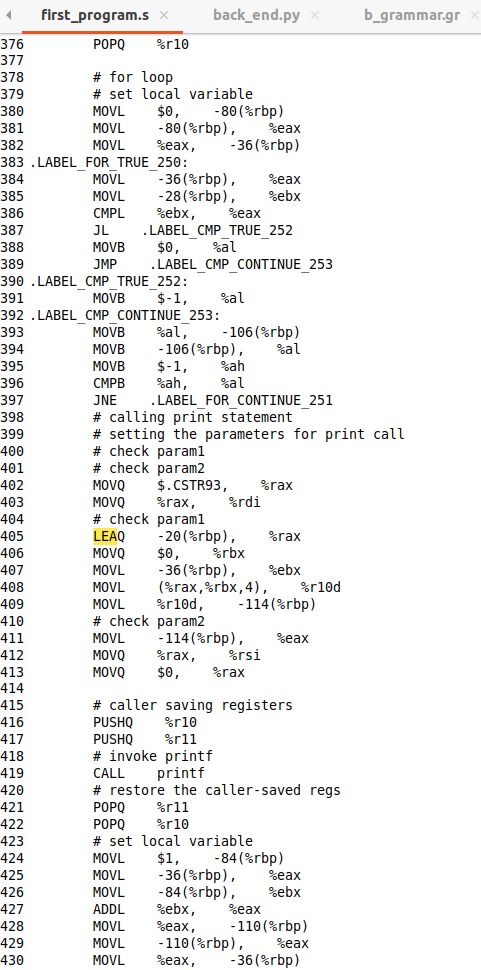 first_program.s × back_end.py × b_grammar.gr ×
376 POPQ %r10
377
378 # for loop
379 # set local variable
380 MOVL $0, -80(%rbp)
381 MOVL -80(%rbp), %eax
382 MOVL %eax, -36(%rbp)
383 .LABEL_FOR_TRUE_250:
384 MOVL -36(%rbp), %eax
385 MOVL -28(%rbp), %ebx
386 CMPL %ebx, %eax
387 JL .LABEL_CMP_TRUE_252
388 MOVB $0, %al
389 JMP .LABEL_CMP_CONTINUE_253
390 .LABEL_CMP_TRUE_252:
391 MOVB $-1, %al
392 .LABEL_CMP_CONTINUE_253:
393 MOVB %al, -106(%rbp)
394 MOVB -106(%rbp), %al
395 MOVB $-1, %ah
396 CMPB %ah, %al
397 JNE .LABEL_FOR_CONTINUE_251
398 # calling print statement
399 # setting the parameters for print call
400 # check param1
401 # check param2
402 MOVQ $.CSTR93, %rax
403 MOVQ %rax, %rdi
404 # check param1
405 LEAQ -20(%rbp), %rax
406 MOVQ $0, %rbx
407 MOVL -36(%rbp), %ebx
408 MOVL (%rax,%rbx,4), %r10d
409 MOVL %r10d, -114(%rbp)
410 # check param2
411 MOVL -114(%rbp), %eax
412 MOVQ %rax, %rsi
413 MOVQ $0, %rax
414
415 # caller saving registers
416 PUSHQ %r10
417 PUSHQ %r11
418 # invoke printf
419 CALL printf
420 # restore the caller-saved regs
421 POPQ %r11
422 POPQ %r10
423 # set local variable
424 MOVL $1, -84(%rbp)
425 MOVL -36(%rbp), %eax
426 MOVL -84(%rbp), %ebx
427 ADDL %ebx, %eax
428 MOVL %eax, -110(%rbp)
429 MOVL -110(%rbp), %eax
430 MOVL %eax, -36(%rbp)